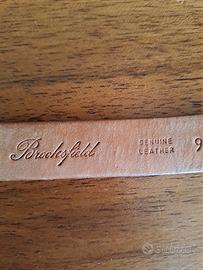 Brooksfield
GENUINE
LEATHER
9
Subito